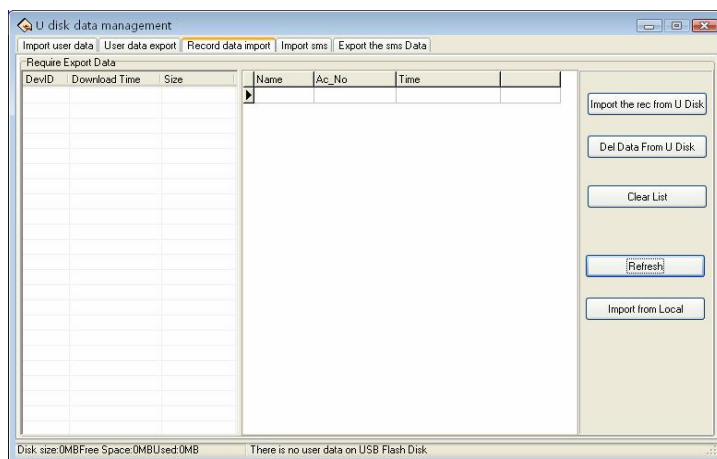 U disk data management
Import user data User data export Record data import Import sms Export the sms Data
Require Export Data
DevID Download Time Size
Name Ac_No Time
Import the rec from U Disk
Del Data From U Disk
Clear List
Refresh
Import from Local
Disk size:0MBFree Space:0MBUsed:0MB There is no user data on USB Flash Disk